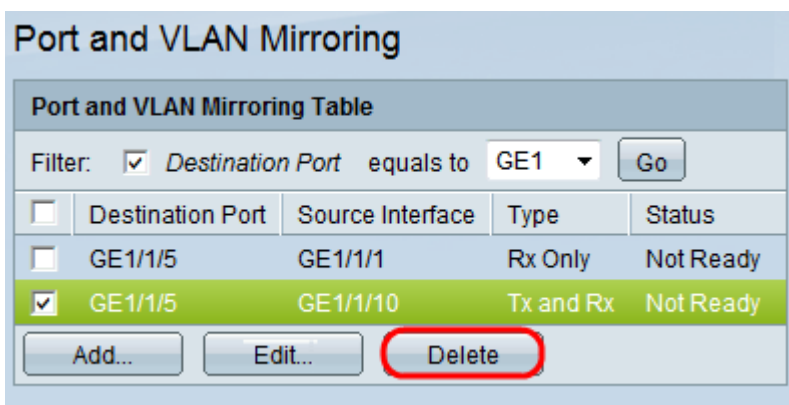 Port and VLAN Mirroring
Port and VLAN Mirroring Table
Filter: Destination Port equals to GE1 Go
Destination Port Source Interface Type Status
GE1/1/5 GE1/1/1 Rx Only Not Ready
GE1/1/5 GE1/1/10 Tx and Rx Not Ready
Add... Edit... Delete